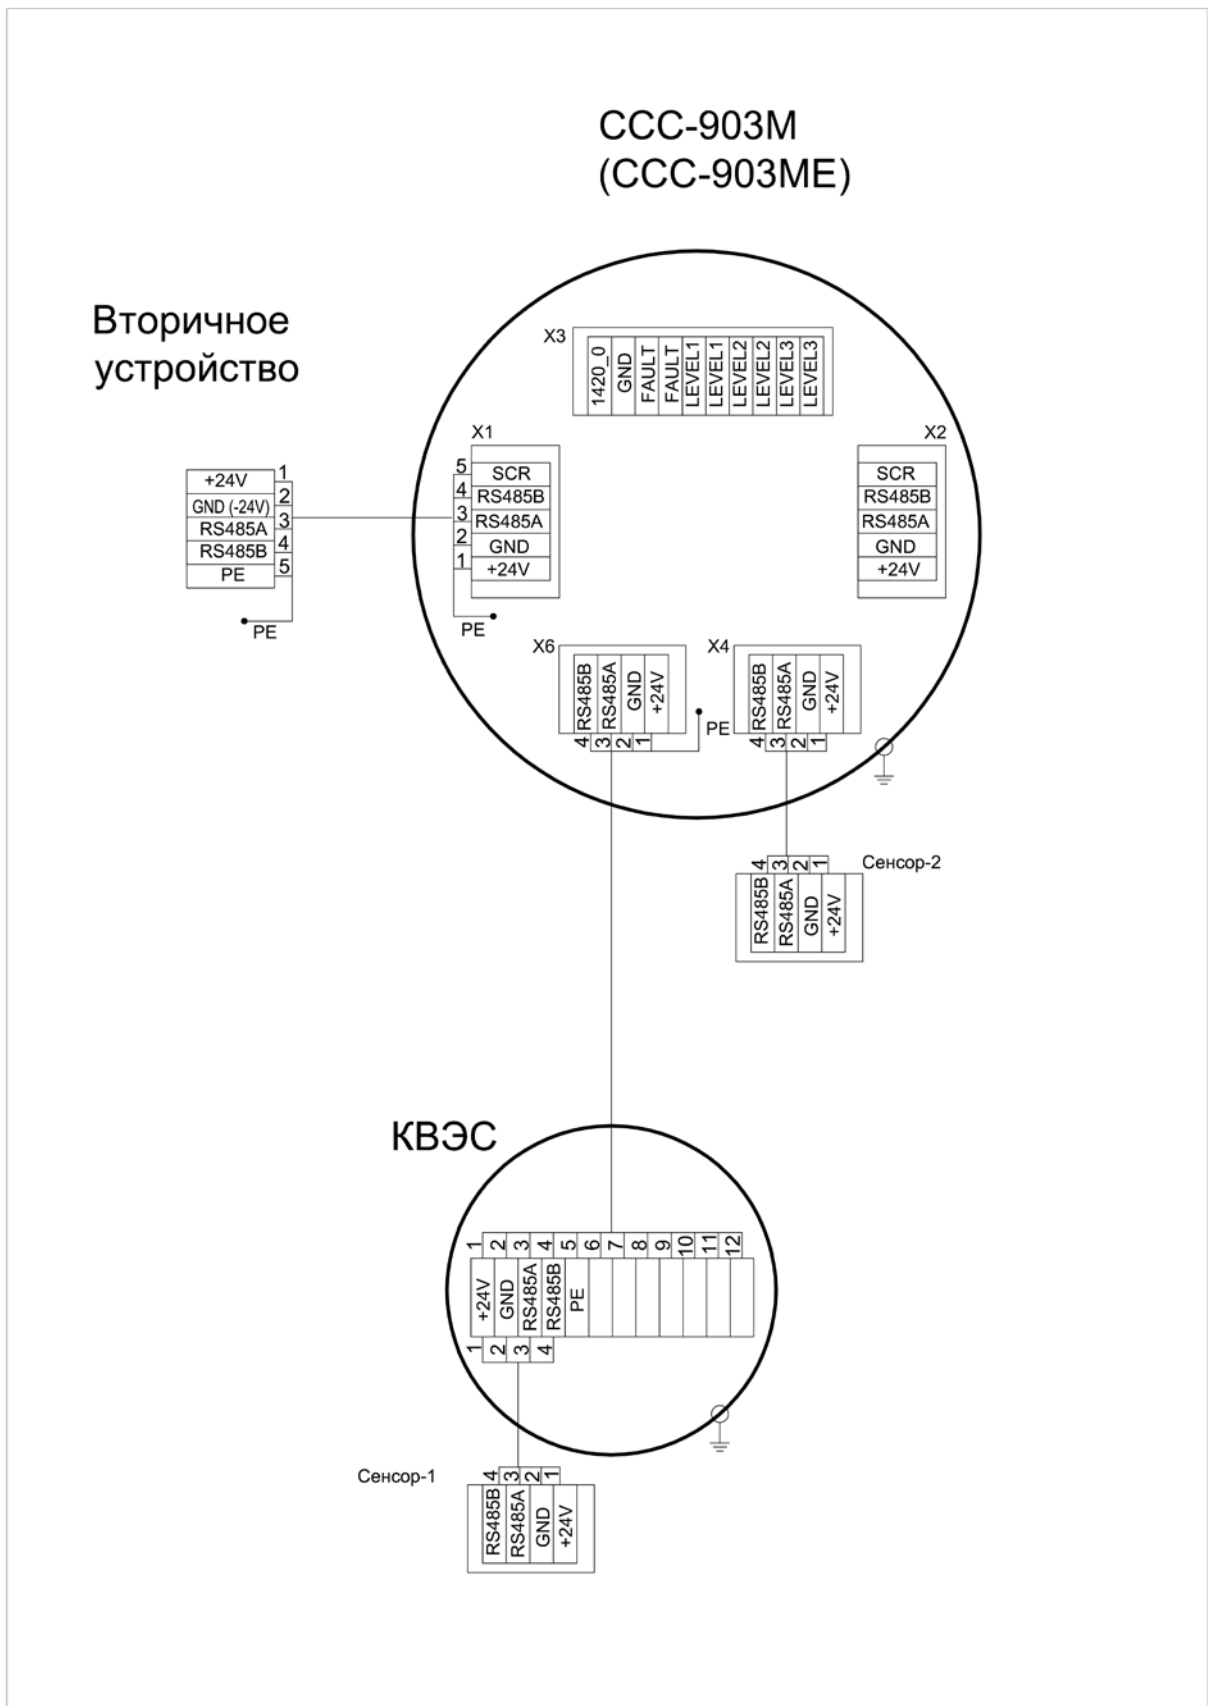 ССС-903М
(ССС-903МЕ)
Вторичное
устройство
X3
1420_0
GND
FAULT
FAULT
LEVEL1
LEVEL1
LEVEL2
LEVEL2
LEVEL3
LEVEL3
X1
5 SCR
4 RS485B
3 RS485A
2 GND
1 +24V
PE
X2
SCR
RS485B
RS485A
GND
+24V
+24V 1
GND (-24V) 2
RS485A 3
RS485B 4
PE 5
PE
X6
RS485B
RS485A
GND
+24V
4 3 2 1
PE
X4
RS485B
RS485A
GND
+24V
4 3 2 1
Сенсор-2
4 3 2 1
RS485B
RS485A
GND
+24V
КВЭС
1 2 3 4 5 6 7 8 9 10 11 12
+24V
GND
RS485A
RS485B
PE
1 2 3 4
Сенсор-1
4 3 2 1
RS485B
RS485A
GND
+24V